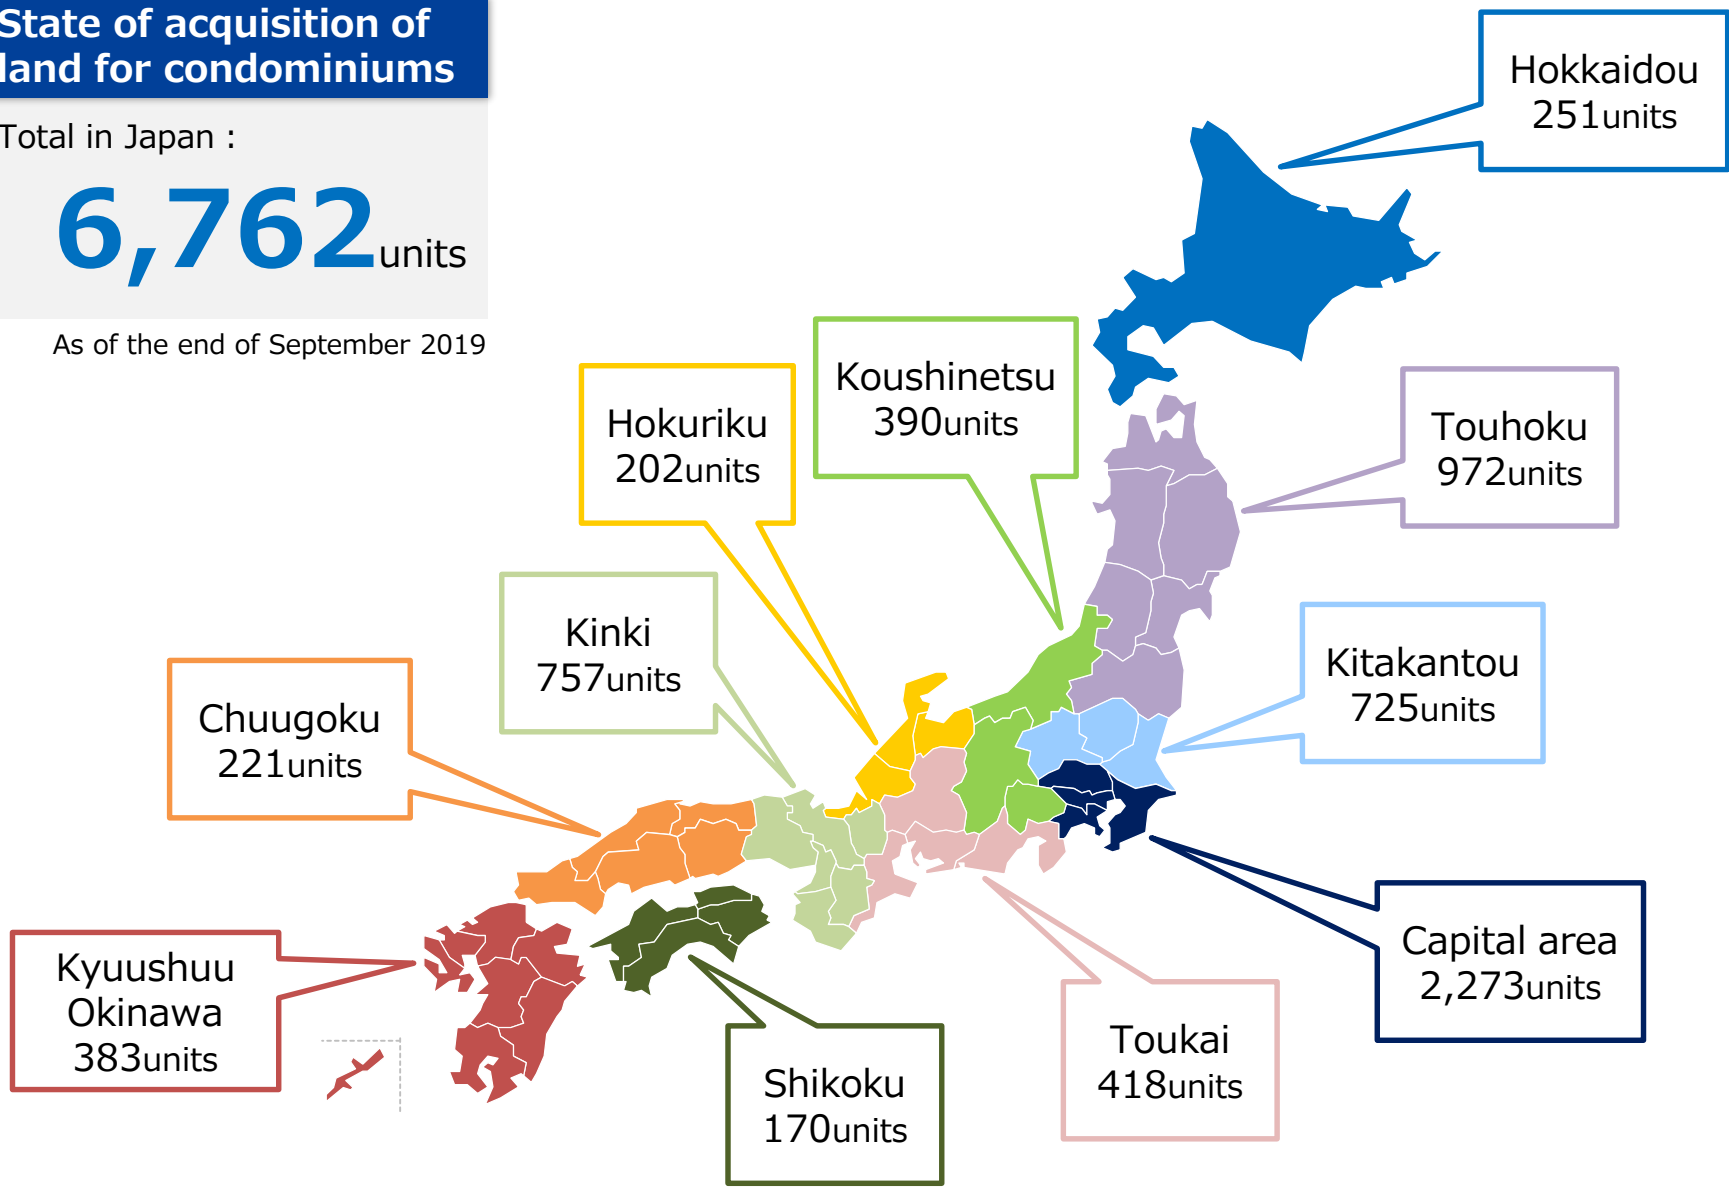 State of acquisition of
land for condominiums
Total in Japan :
6,762units
As of the end of September 2019
Hokkaidou
251units
Koushinetsu
390units
Hokuriku
202units
Touhoku
972units
Kinki
757units
Kitakantou
725units
Chuugoku
221units
Capital area
2,273units
Kyuushuu
Okinawa
383units
Toukai
418units
Shikoku
170units